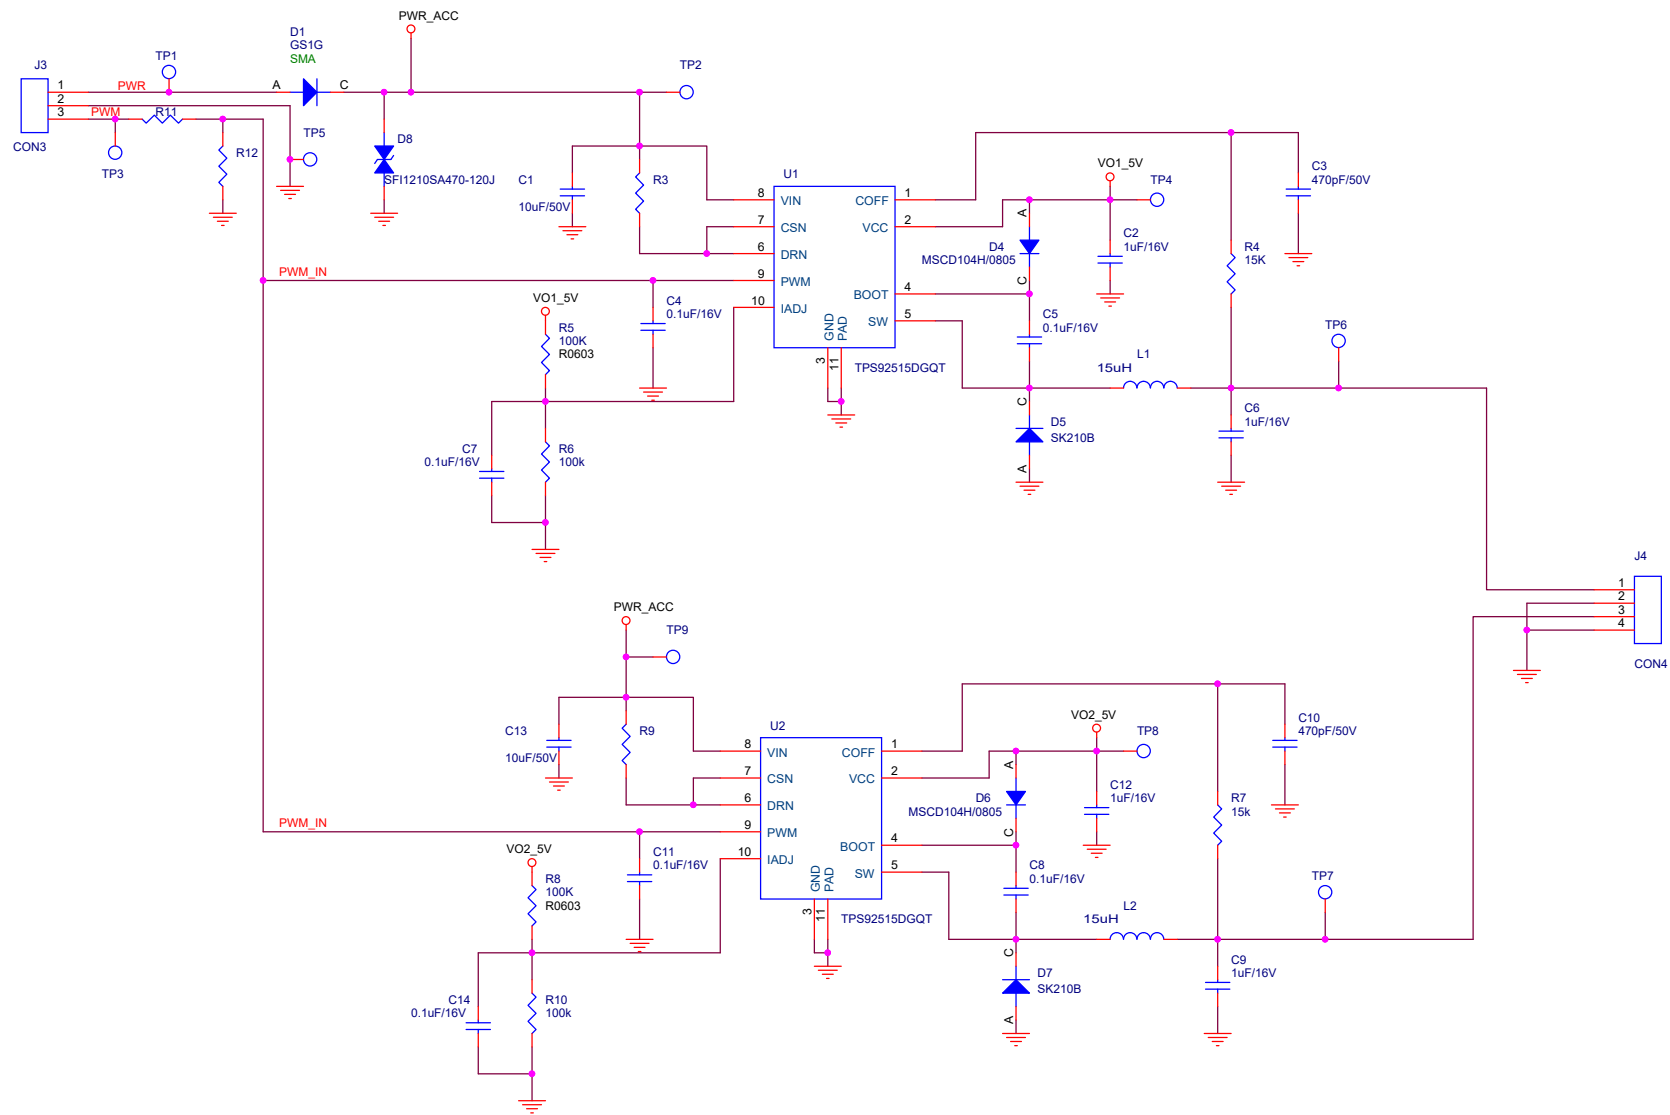 PWR_ACC
D1
GS1G
SMA
TP1
J3
TP2
1
PWR
A
C
2
3
PWM
R11
TP5
CON3
TP3
R12
D8
SFI1210SA470-120J
C1
10uF/50V
R3
U1
8
VIN
COFF
1
7
CSN
VCC
2
6
DRN
9
PWM
BOOT
4
10
IADJ
SW
5
GND
PAD
3
11
TPS92515DGQT
VO1_5V
TP4
A
D4
MSCD104H/0805
C
C2
1uF/16V
C3
470pF/50V
R4
15K
PWM_IN
C4
0.1uF/16V
VO1_5V
R5
100K
R0603
C5
0.1uF/16V
L1
15uH
TP6
C
D5
SK210B
A
C6
1uF/16V
C7
0.1uF/16V
R6
100k
J4
1
2
3
4
CON4
PWR_ACC
TP9
C13
10uF/50V
R9
U2
8
VIN
COFF
1
7
CSN
VCC
2
6
DRN
9
PWM
BOOT
4
10
IADJ
SW
5
GND
PAD
3
11
TPS92515DGQT
VO2_5V
TP8
A
D6
MSCD104H/0805
C
C12
1uF/16V
C10
470pF/50V
R7
15k
PWM_IN
C11
0.1uF/16V
VO2_5V
R8
100K
R0603
C8
0.1uF/16V
L2
15uH
TP7
C
D7
SK210B
A
C9
1uF/16V
C14
0.1uF/16V
R10
100k